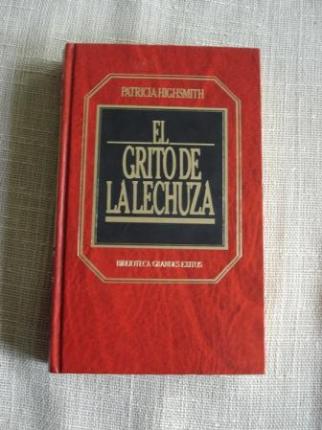 PATRICIA HIGHSMITH
EL
GRITO DE
LA LECHUZA
BIBLIOTECA GRANDES EXITOS